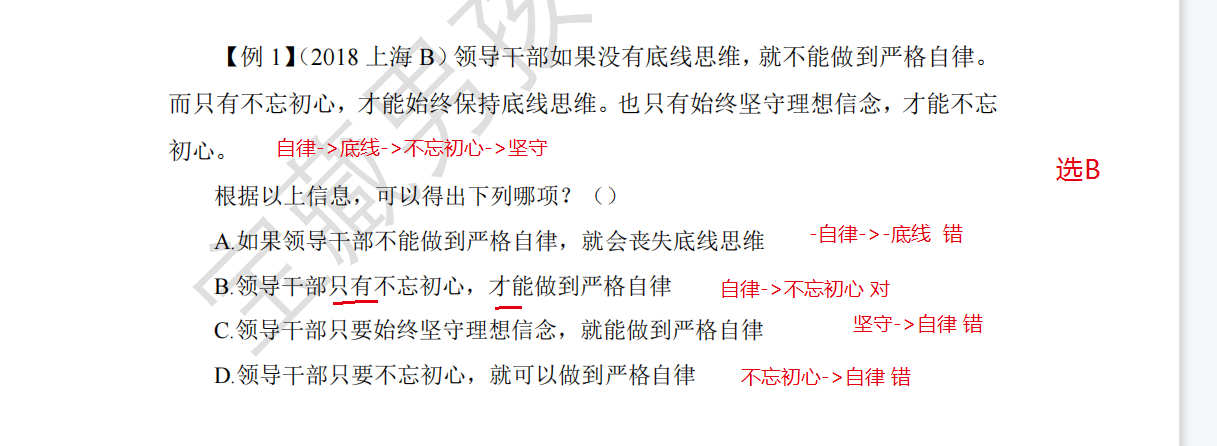 【例 1】（2018 上海 B）领导干部如果没有底线思维，就不能做到严格自律。
而只有不忘初心，才能始终保持底线思维。也只有始终坚守理想信念，才能不忘
初心。 自律->底线->不忘初心->坚守
选B
根据以上信息，可以得出下列哪项？（）
A.如果领导干部不能做到严格自律，就会丧失底线思维 -自律->-底线 错
B.领导干部只有不忘初心，才能做到严格自律 自律->不忘初心 对
C.领导干部只要始终坚守理想信念，就能做到严格自律 坚守->自律 错
D.领导干部只要不忘初心，就可以做到严格自律 不忘初心->自律 错
宝藏男孩